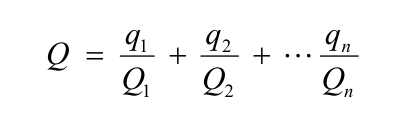 Q = q₁/Q₁ + q₂/Q₂ + ⋯ qₙ/Qₙ